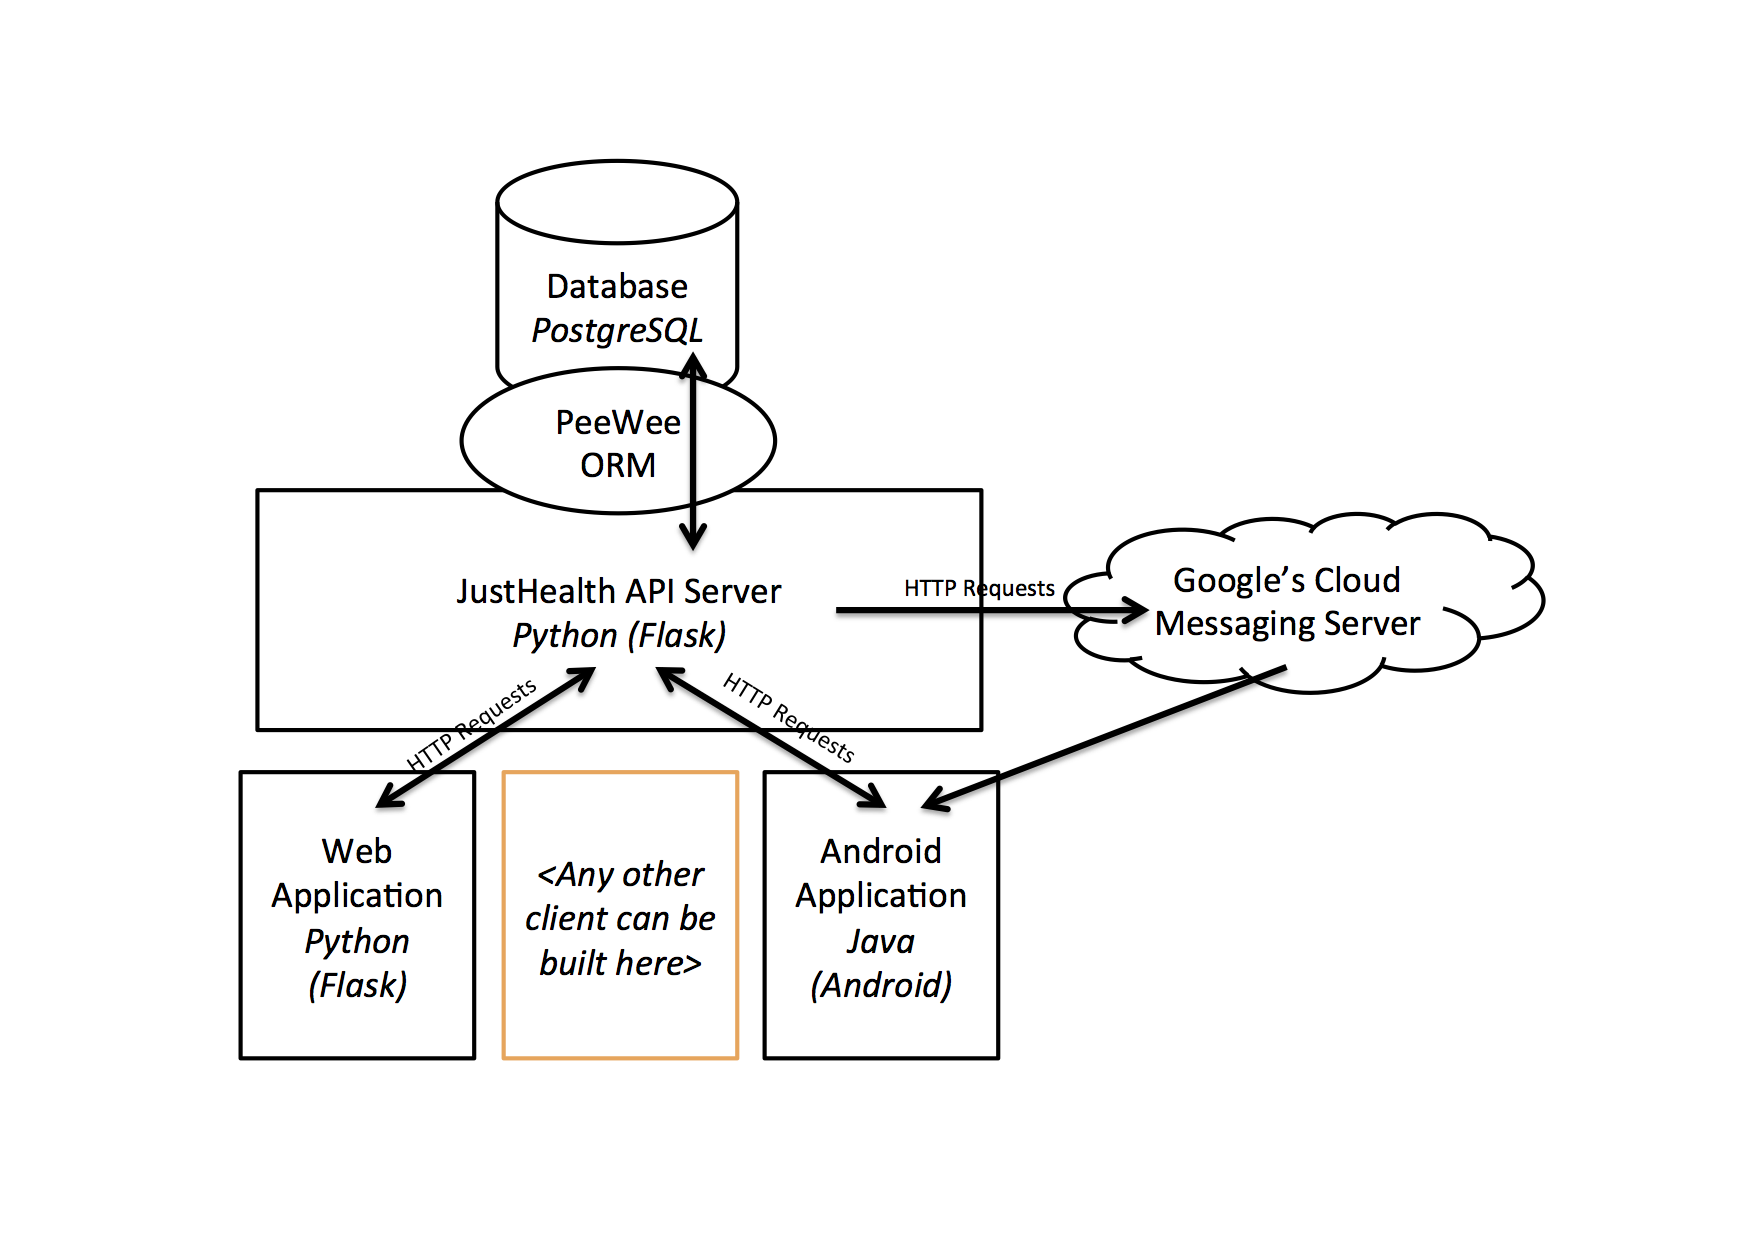 Database
PostgreSQL
PeeWee
ORM
JustHealth API Server
Python (Flask)
HTTP Requests
Google’s Cloud
Messaging Server
HTTP Requests
HTTP Requests
Web
Application
Python
(Flask)
<Any other
client can be
built here>
Android
Application
Java
(Android)